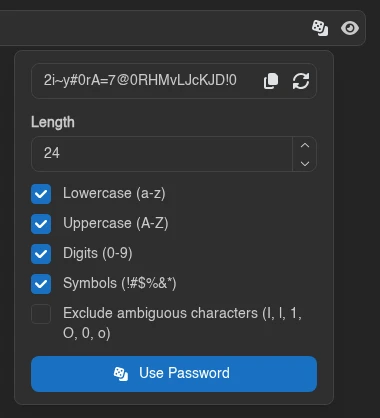 2i~y#0rA=7@0RHMvLJcKJD!0
Length
24
Lowercase (a-z)
Uppercase (A-Z)
Digits (0-9)
Symbols (!#$%&*)
Exclude ambiguous characters (I, l, 1,
O, 0, o)
Use Password